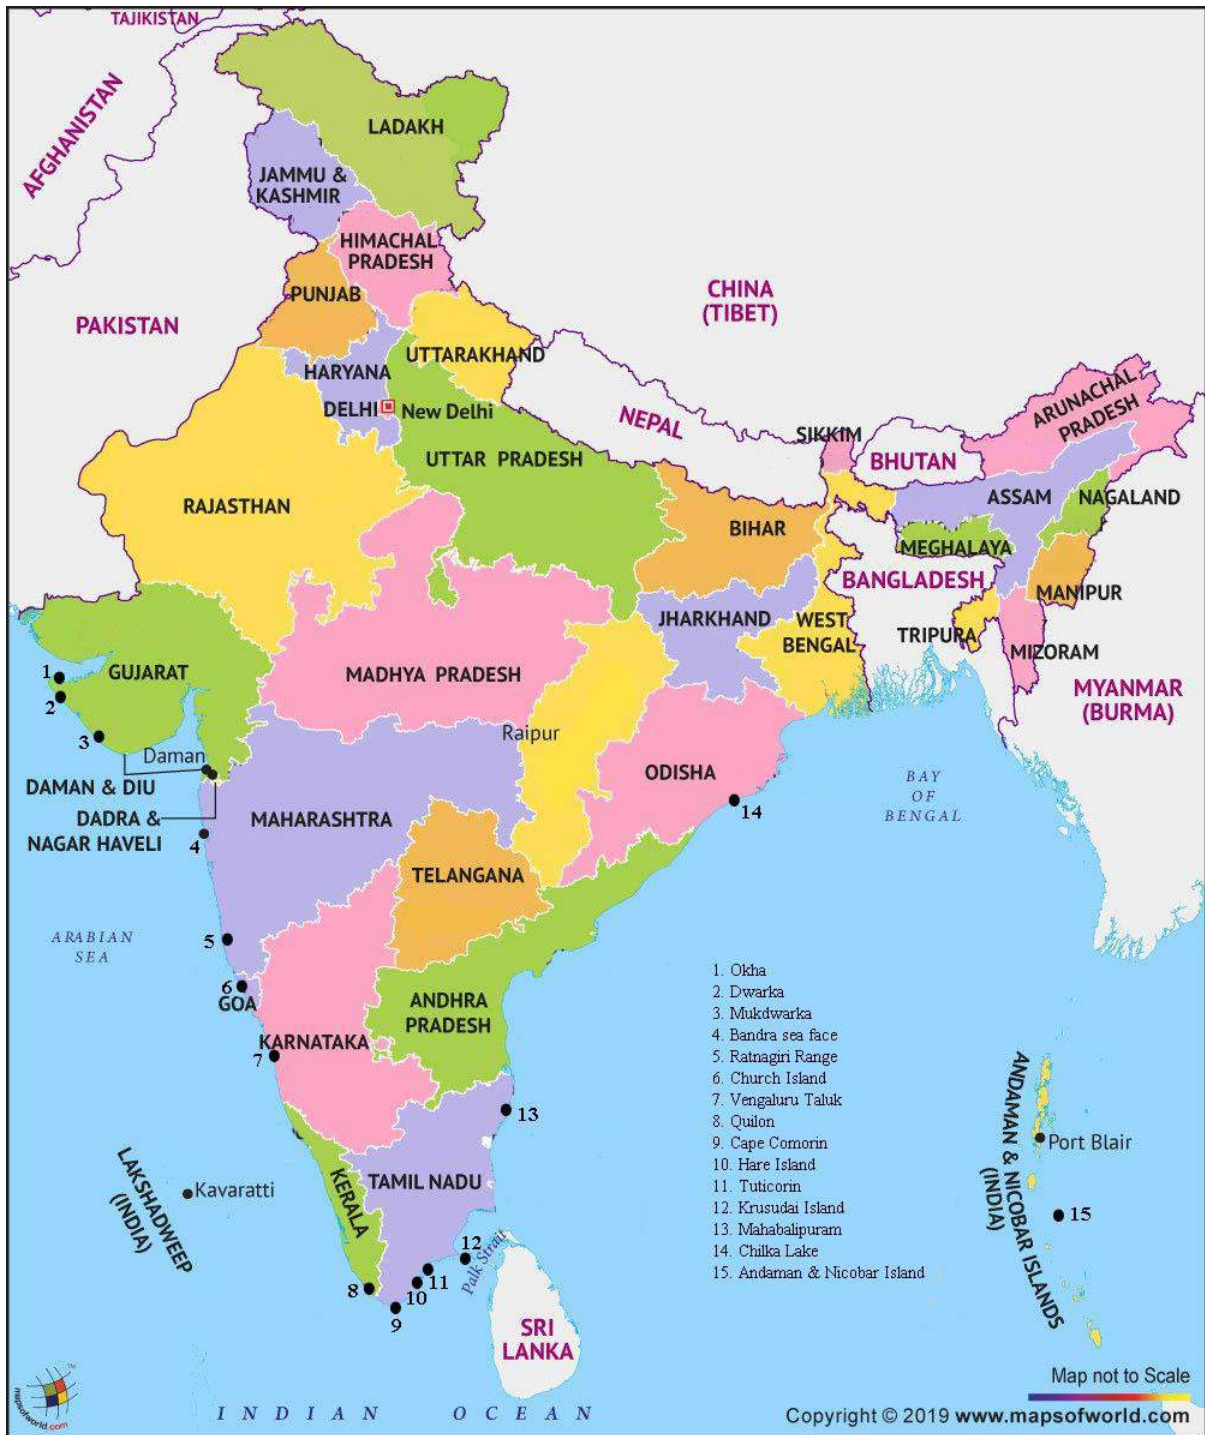 TAJIKISTAN
AFGHANISTAN
LADAKH
JAMMU &
KASHMIR
HIMACHAL
PRADESH
PUNJAB
CHINA
(TIBET)
PAKISTAN
UTTARAKHAND
HARYANA
DELHI
New Delhi
NEPAL
SIKKIM
ARUNACHAL
PRADESH
BHUTAN
UTTAR PRADESH
RAJASTHAN
ASSAM
NAGALAND
BIHAR
MEGHALAYA
BANGLADESH
MANIPUR
JHARKHAND
WEST
BENGAL
TRIPURA
MIZORAM
GUJARAT
MADHYA PRADESH
MYANMAR
(BURMA)
1
2
3
Raipur
Daman
DAMAN & DIU
DADRA &
NAGAR HAVELI
4
MAHARASHTRA
ODISHA
14
BAY
OF
BENGAL
TELANGANA
ARABIAN
SEA
5
6
GOA
ANDHRA
PRADESH
KARNATAKA
7
13
1. Okha
2. Dwarka
3. Mukdwarka
4. Bandra sea face
5. Ratnagiri Range
6. Church Island
7. Vengaluru Taluk
8. Quilon
9. Cape Comorin
10. Hare Island
11. Tuticorin
12. Krusudai Island
13. Mahabalipuram
14. Chilka Lake
15. Andaman & Nicobar Island
ANDAMAN & NICOBAR ISLANDS
(INDIA)
Port Blair
15
LAKSHADWEEP
(INDIA)
Kavaratti
KERALA
TAMIL NADU
12
Palk Strait
11
10
8
9
SRI
LANKA
INDIAN OCEAN
mapsofworld.com
TM
Map not to Scale
Copyright © 2019 www.mapsofworld.com